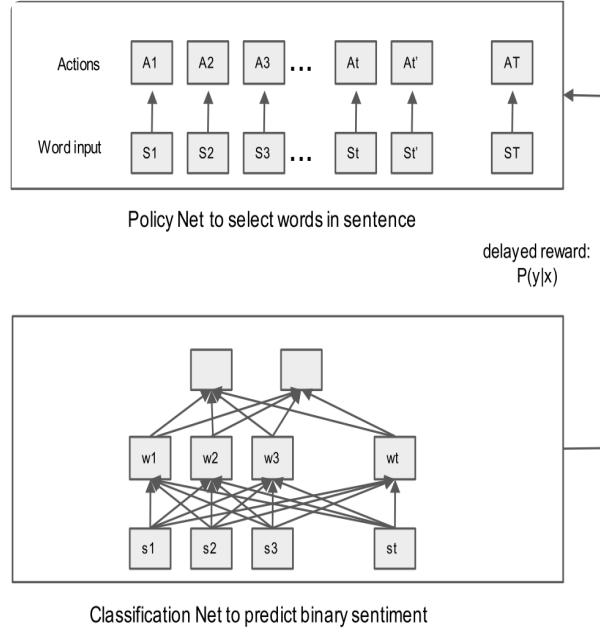 Actions A1 A2 A3 ... At At' AT
Word input S1 S2 S3 ... St St' ST
Policy Net to select words in sentence
delayed reward:
P(y|x)
w1 w2 w3 wt
s1 s2 s3 st
Classification Net to predict binary sentiment